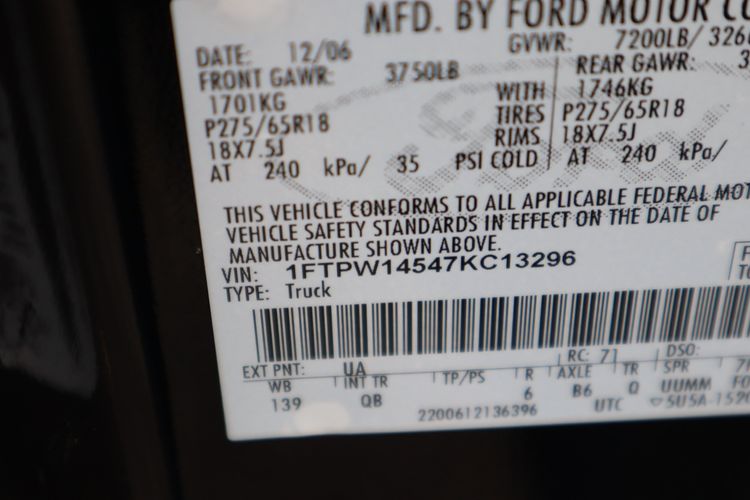 MFD. BY FORD MOTOR CO
DATE: 12/06 GVWR: 7200LB/ 326
FRONT GAWR: 3750LB REAR GAWR: 3
1701KG WITH 1746KG
P275/65R18 TIRES P275/65R18
18X7.5J RIMS 18X7.5J
AT 240 kPa/ 35 PSI COLD AT 240 kPa/
THIS VEHICLE CONFORMS TO ALL APPLICABLE FEDERAL MOT
VEHICLE SAFETY STANDARDS IN EFFECT ON THE DATE OF
MANUFACTURE SHOWN ABOVE.
VIN: 1FTPW14547KC13296
TYPE: Truck
EXT PNT: UA RC: 71 DSO:
WB INT TR TP/PS R AXLE TR SPR
139 QB 6 B6 Q UUMM
2200612136396 UTC 5U5A-1520